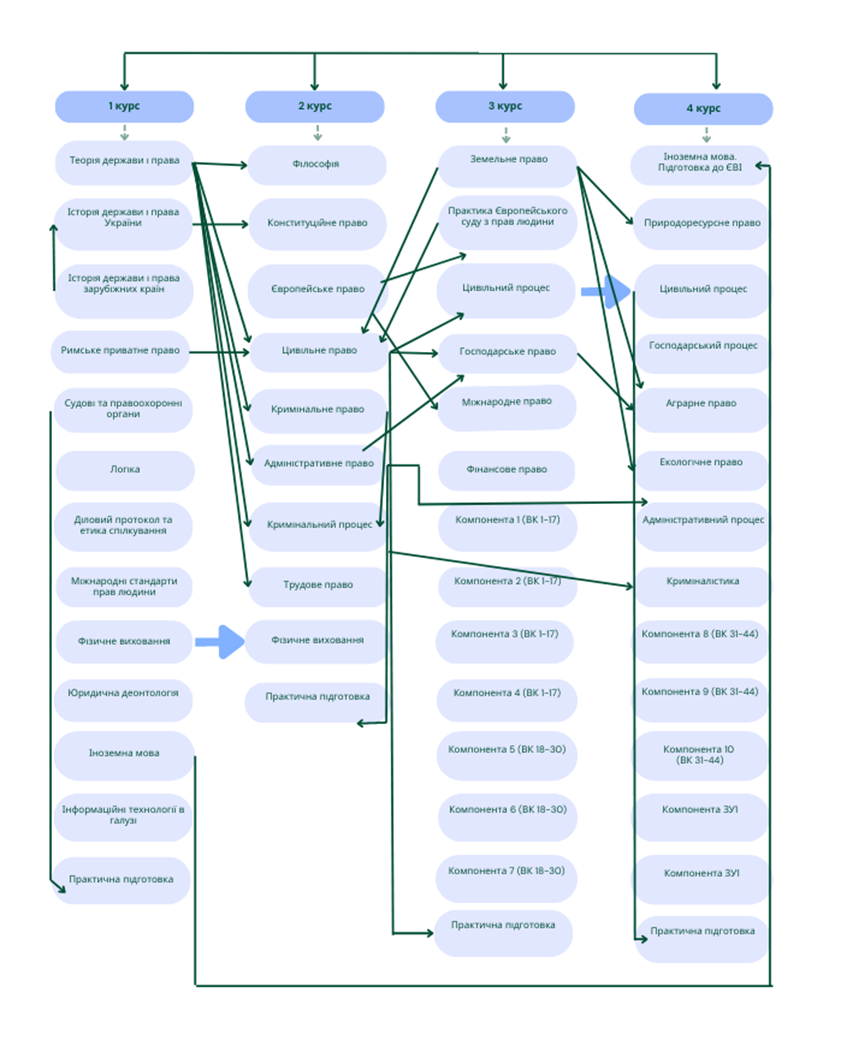 1 курс
Теорія держави і права
Історія держави і права
України
Історія держави і права
зарубіжних країн
Римське приватне право
Судові та правоохоронні
органи
Логіка
Діловий протокол та
етика спілкування
Міжнародні стандарти
прав людини
Фізичне виховання
Юридична деонтологія
Іноземна мова
Інформаційні технології в
галузі
Практична підготовка
2 курс
Філософія
Конституційне право
Європейське право
Цивільне право
Кримінальне право
Адміністративне право
Кримінальний процес
Трудове право
Фізичне виховання
Практична підготовка
3 курс
Земельне право
Практика Європейського
суду з прав людини
Цивільний процес
Господарське право
Міжнародне право
Фінансове право
Компонента 1 (ВК 1-17)
Компонента 2 (ВК 1-17)
Компонента 3 (ВК 1-17)
Компонента 4 (ВК 1-17)
Компонента 5 (ВК 18-30)
Компонента 6 (ВК 18-30)
Компонента 7 (ВК 18-30)
Практична підготовка
4 курс
Іноземна мова.
Підготовка до ЄВІ
Природоресурсне право
Цивільний процес
Господарський процес
Аграрне право
Екологічне право
Адміністративний процес
Криміналістика
Компонента 8 (ВК 31-44)
Компонента 9 (ВК 31-44)
Компонента 10
(ВК 31-44)
Компонента ЗУ1
Компонента ЗУ1
Практична підготовка